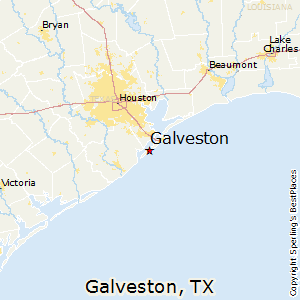 LOUISIANA
Bryan
Lake
Charles
Beaumont
Houston
Galveston
Victoria
Galveston, TX
Copyright Sperling's BestPlaces